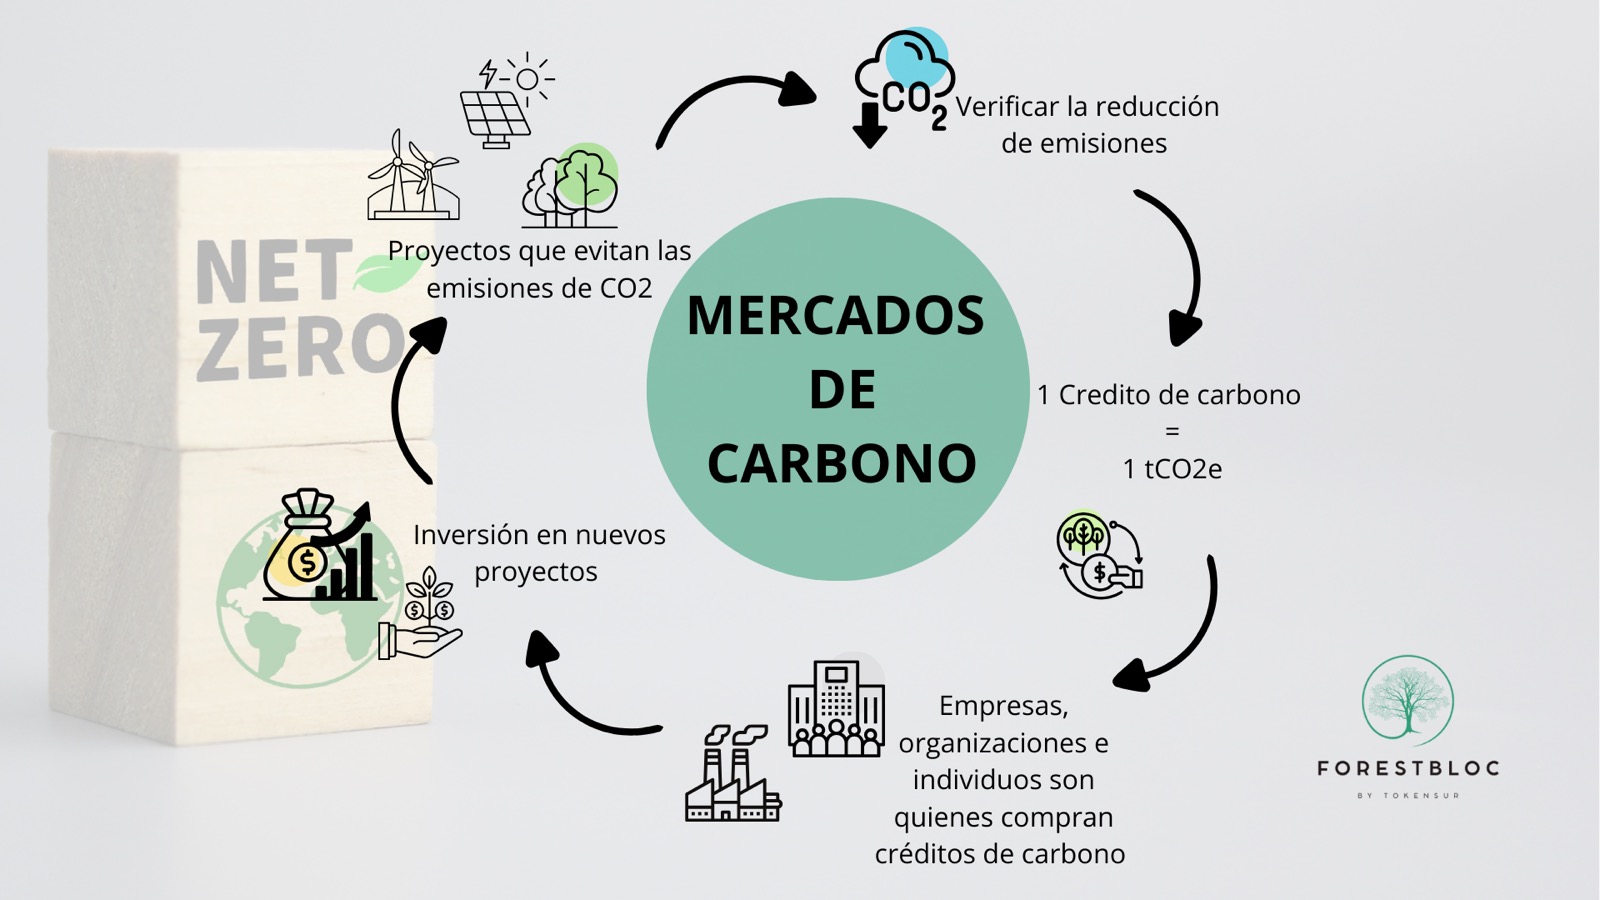 NET
ZERO
Proyectos que evitan las
emisiones de CO2
CO2
Verificar la reducción
de emisiones
MERCADOS
DE
CARBONO
1 Credito de carbono
=
1 tCO2e
$
Empresas,
organizaciones e
individuos son
quienes compran
créditos de carbono
Inversión en nuevos
proyectos
$
$ $
FORESTBLOC
BY TOKENSUR